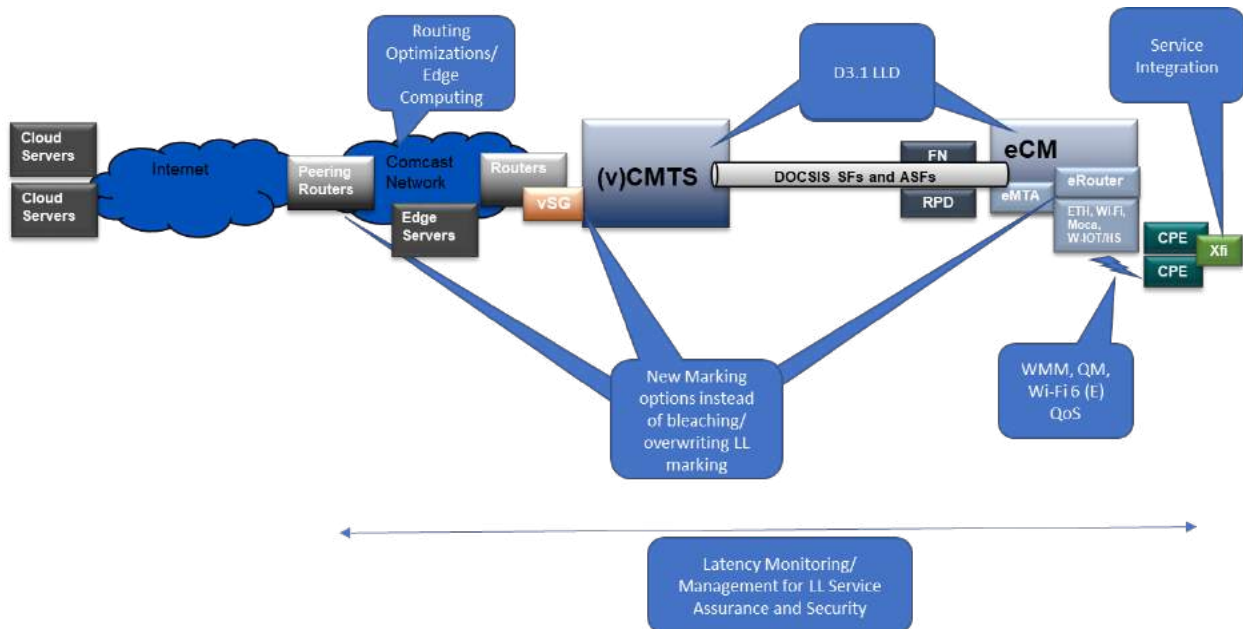 Routing
Optimizations/
Edge
Computing
D3.1 LLD
Service
Integration
Cloud
Servers
Cloud
Servers
Internet
Peering
Routers
Comcast
Network
Edge
Servers
Routers
vSG
(v)CMTS
DOCSIS SFs and ASFs
FN
RPD
eCM
eMTA
eRouter
ETH, Wi-Fi,
Moca,
W-IOT/HS
CPE
CPE
Xfi
New Marking
options instead
of bleaching/
overwriting LL
marking
WMM, QM,
Wi-Fi 6 (E)
QoS
Latency Monitoring/
Management for LL Service
Assurance and Security